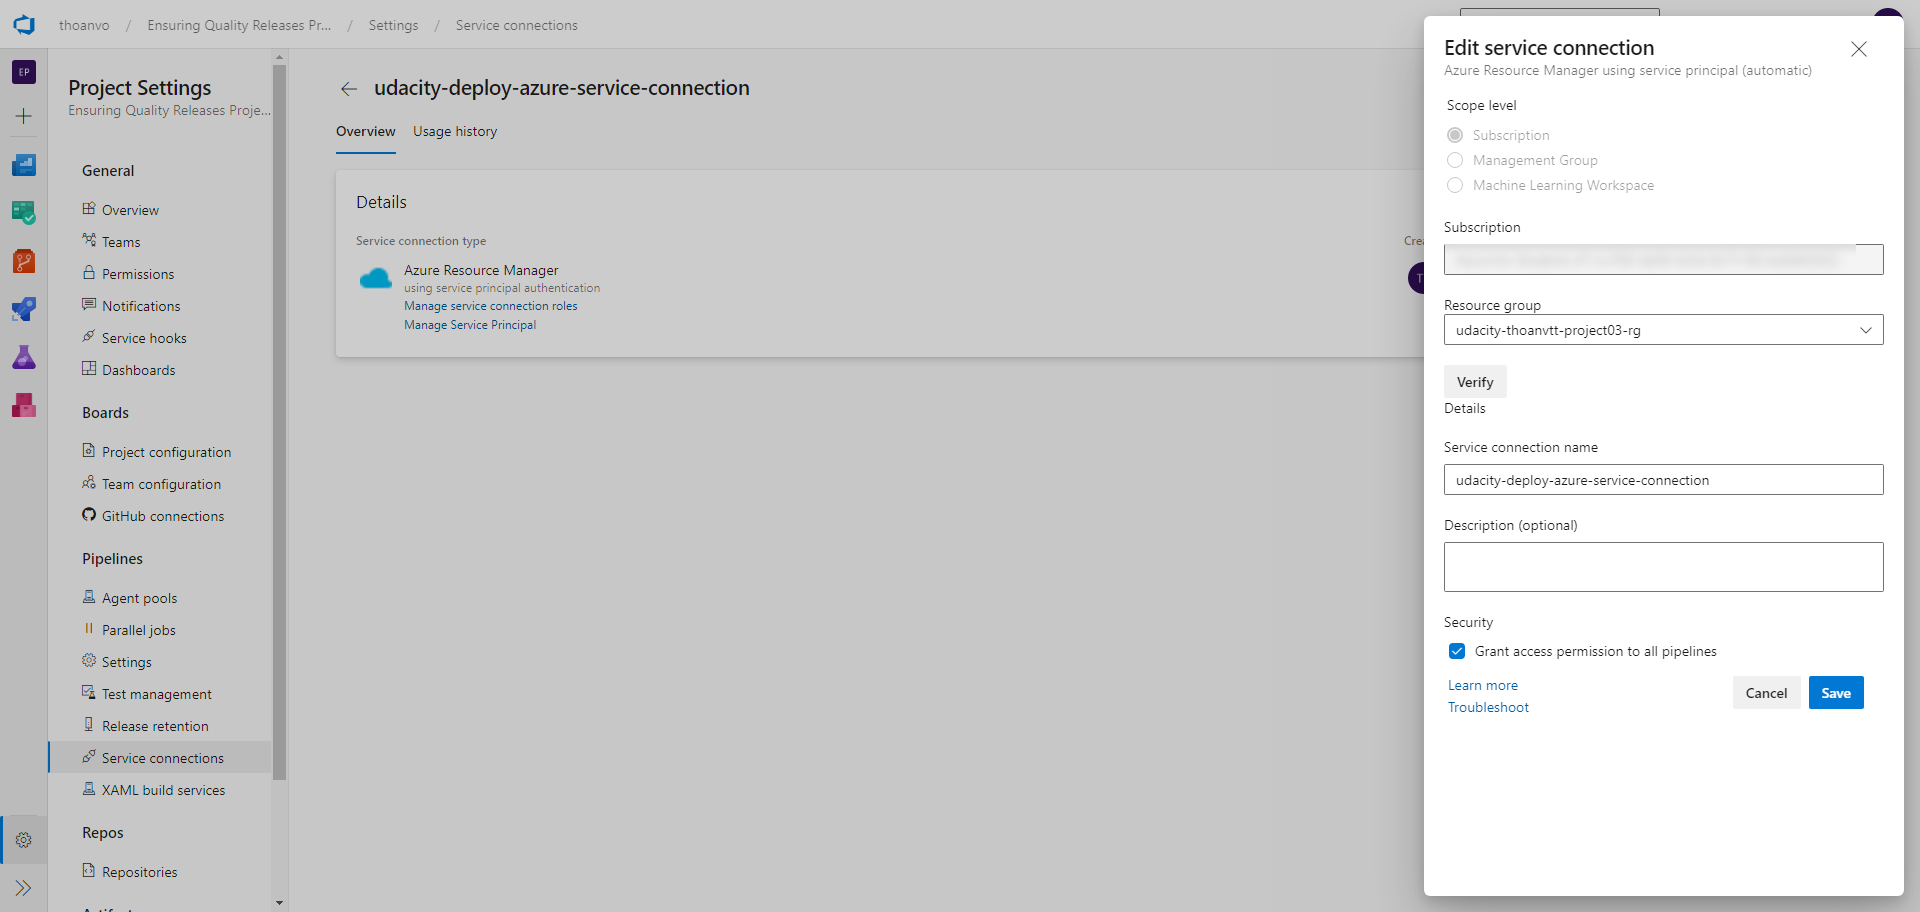 thoanvo / Ensuring Quality Releases Pr... / Settings / Service connections
EP
Project Settings
Ensuring Quality Releases Proje...
General
Overview
Teams
Permissions
Notifications
Service hooks
Dashboards
Boards
Project configuration
Team configuration
GitHub connections
Pipelines
Agent pools
Parallel jobs
Settings
Test management
Release retention
Service connections
XAML build services
Repos
Repositories
udacity-deploy-azure-service-connection
Overview
Usage history
Details
Service connection type
Azure Resource Manager
using service principal authentication
Manage service connection roles
Manage Service Principal
Crea
T
Edit service connection
Azure Resource Manager using service principal (automatic)
Scope level
Subscription
Management Group
Machine Learning Workspace
Subscription
Resource group
udacity-thoanvtt-project03-rg
Verify
Details
Service connection name
udacity-deploy-azure-service-connection
Description (optional)
Security
Grant access permission to all pipelines
Learn more
Troubleshoot
Cancel
Save